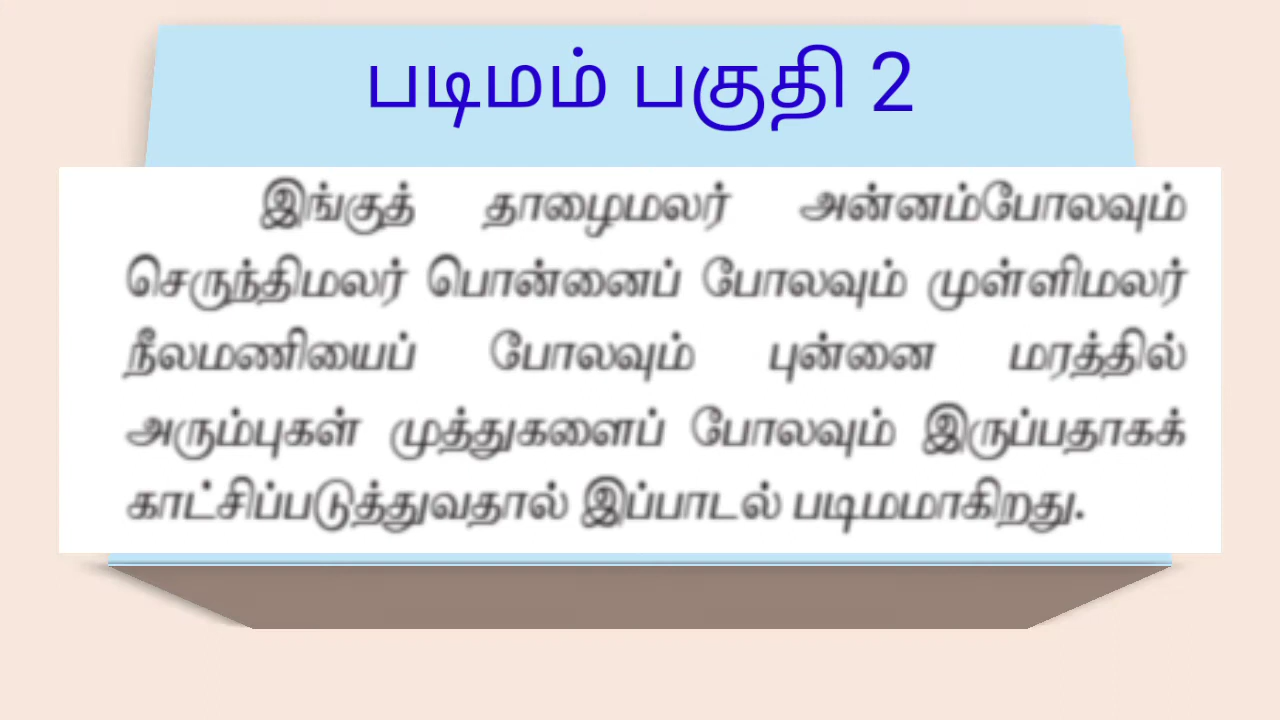 படிமம் பகுதி 2
இங்குத் தாழைமலர் அன்னம்போலவும்
செருந்திமலர் பொன்னைப் போலவும் முள்ளிமலர்
நீலமணியைப் போலவும் புன்னை மரத்தில்
அரும்புகள் முத்துகளைப் போலவும் இருப்பதாகக்
காட்சிப்படுத்துவதால் இப்பாடல் படிமமாகிறது.